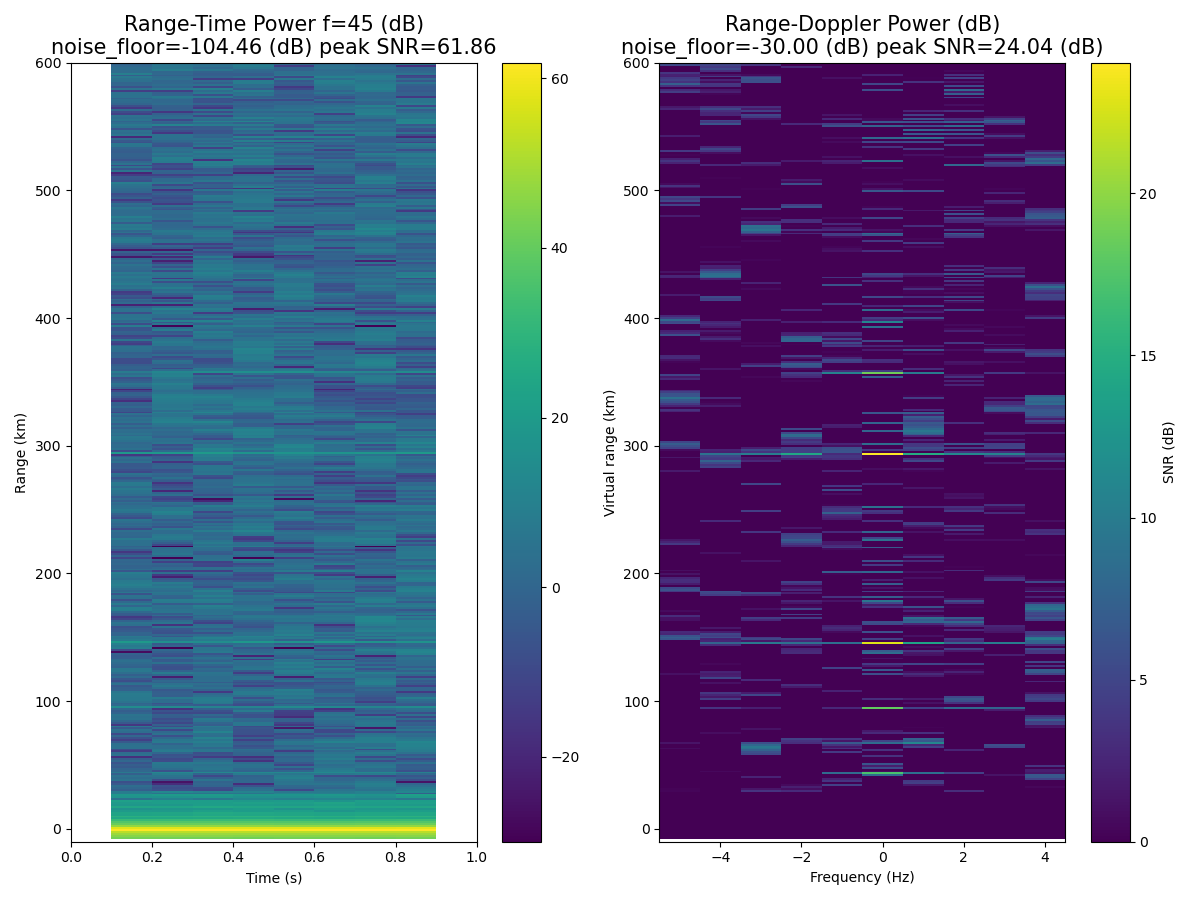 Range-Time Power f=45 (dB)
noise_floor=-104.46 (dB) peak SNR=61.86
Range-Doppler Power (dB)
noise_floor=-30.00 (dB) peak SNR=24.04 (dB)
600
500
400
300
200
100
0
Range (km)
0.0 0.2 0.4 0.6 0.8 1.0
Time (s)
60
40
20
0
−20
600
500
400
300
200
100
0
Virtual range (km)
−4 −2 0 2 4
Frequency (Hz)
20
15
10
5
0
SNR (dB)